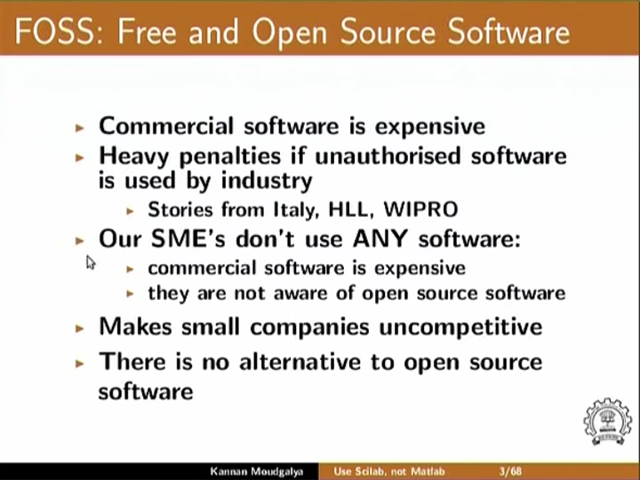 FOSS: Free and Open Source Software
Commercial software is expensive
Heavy penalties if unauthorised software
is used by industry
Stories from Italy, HLL, WIPRO
Our SME's don't use ANY software:
commercial software is expensive
they are not aware of open source software
Makes small companies uncompetitive
There is no alternative to open source
software
Kannan Moudgalya Use Scilab, not Matlab 3/68